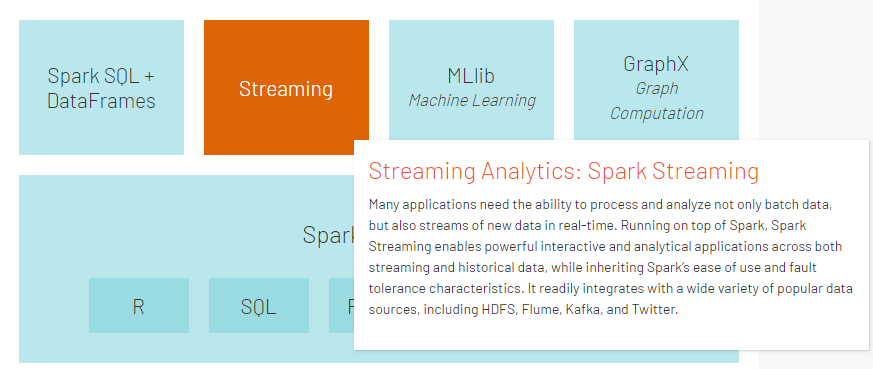 Spark SQL +
DataFrames
Streaming
MLlib
Machine Learning
GraphX
Graph
Computation
Streaming Analytics: Spark Streaming
Many applications need the ability to process and analyze not only batch data,
but also streams of new data in real-time. Running on top of Spark, Spark
Streaming enables powerful interactive and analytical applications across both
streaming and historical data, while inheriting Spark's ease of use and fault
tolerance characteristics. It readily integrates with a wide variety of popular data
sources, including HDFS, Flume, Kafka, and Twitter.
Spark
R
SQL